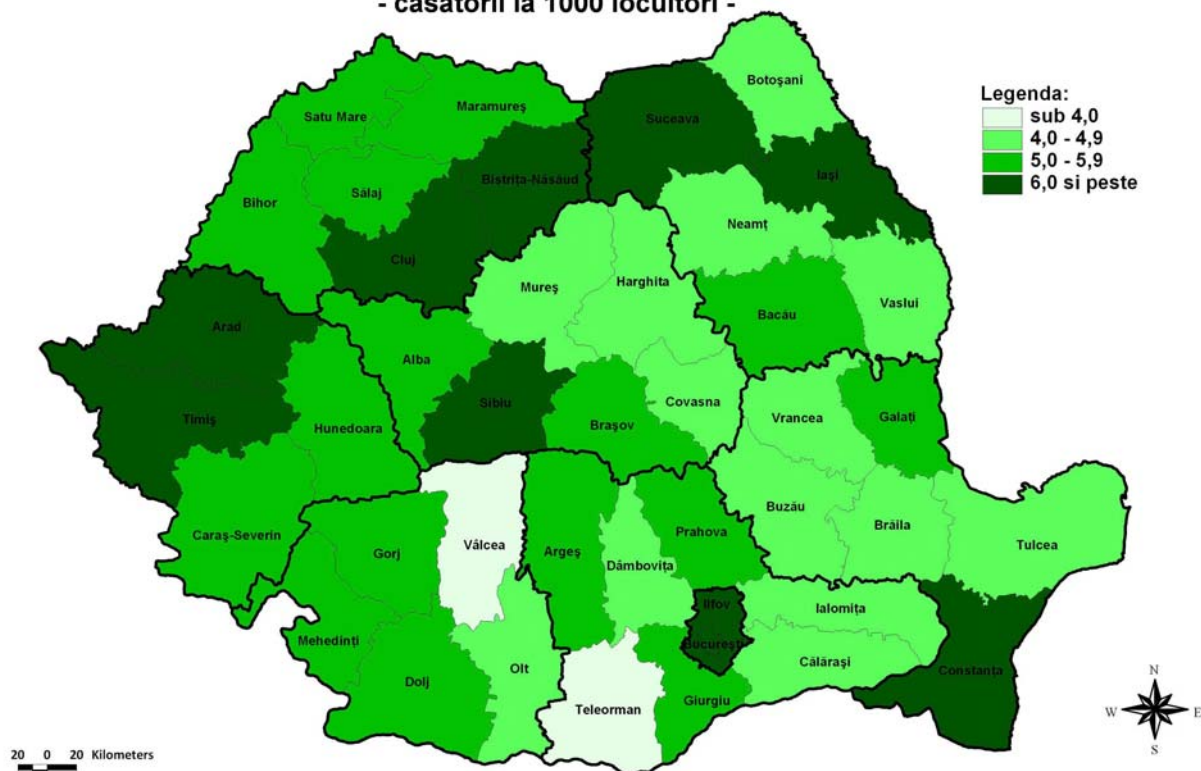 - căsătorii la 1000 locuitori -
Botoşani
Legenda:
sub 4,0
4,0 - 4,9
5,0 - 5,9
6,0 si peste
Satu Mare
Maramureş
Suceava
Iaşi
Bistriţa-Năsăud
Sălaj
Bihor
Neamţ
Cluj
Mureş
Harghita
Vaslui
Bacău
Arad
Alba
Timiş
Sibiu
Covasna
Hunedoara
Braşov
Vrancea
Galaţi
Buzău
Brăila
Caraş-Severin
Prahova
Gorj
Vâlcea
Argeş
Dâmboviţa
Tulcea
Ilfov
Ialomiţa
Mehedinţi
Bucureşti
Călăraşi
Olt
Constanţa
Dolj
Giurgiu
Teleorman
N
W
E
S
20 0 20 Kilometers